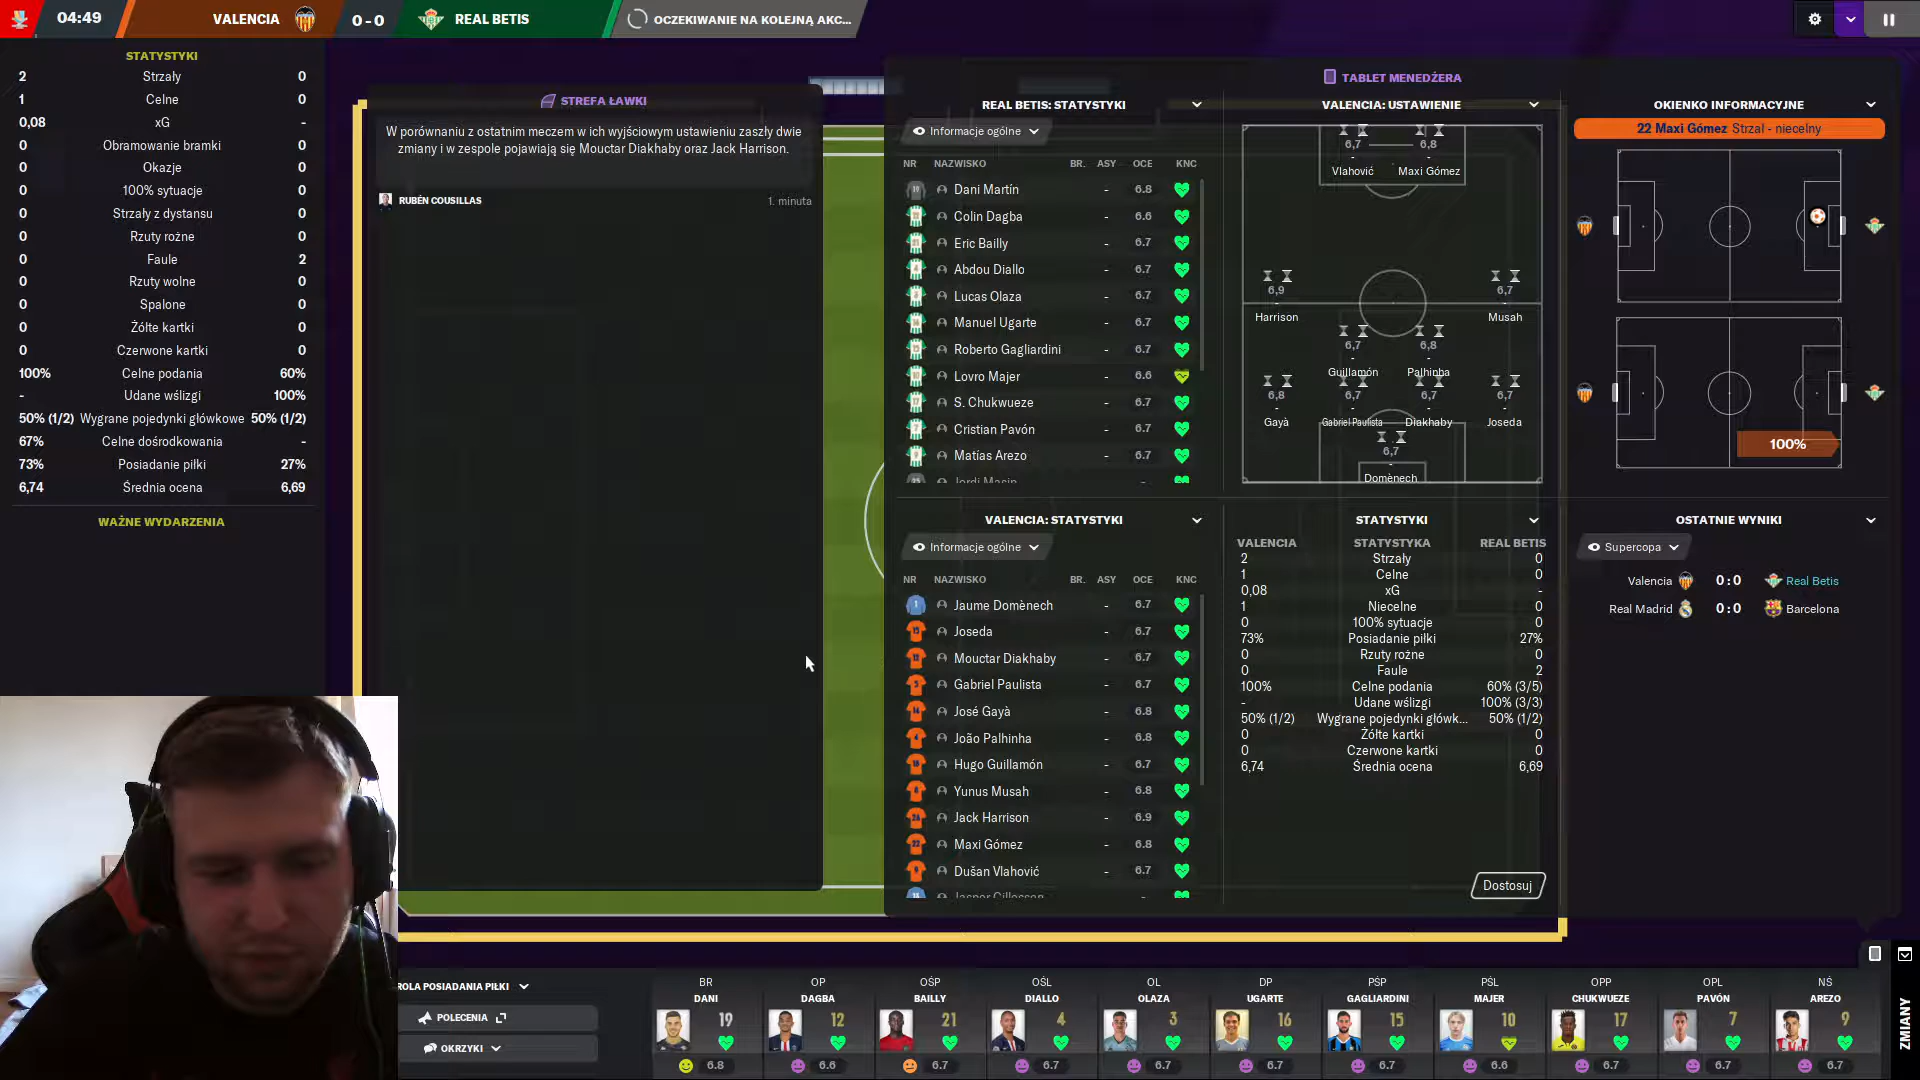 04:49
VALENCIA
0 - 0
REAL BETIS
OCZEKIWANIE NA KOLEJNĄ AKC...
STATYSTYKI
2 Strzały 0
1 Celne 0
0,08 xG -
0 Obramowanie bramki 0
0 Okazje 0
0 100% sytuacje 0
0 Strzały z dystansu 0
0 Rzuty rożne 0
0 Faule 2
0 Rzuty wolne 0
0 Spalone 0
0 Żółte kartki 0
0 Czerwone kartki 0
100% Celne podania 60%
- Udane wślizgi 100%
50% (1/2) Wygrane pojedynki główkowe 50% (1/2)
67% Celne dośrodkowania -
73% Posiadanie piłki 27%
6,74 Średnia ocena 6,69
WAŻNE WYDARZENIA
STREFA ŁAWKI
W porównaniu z ostatnim meczem w ich wyjściowym ustawieniu zaszły dwie
zmiany i w zespole pojawiają się Mouctar Diakhaby oraz Jack Harrison.
RUBÉN COUSILLAS 1. minuta
TABLET MENEDŻERA
REAL BETIS: STATYSTYKI
Informacje ogólne
NR NAZWISKO BR. ASY OCE KNC
Dani Martín - 6.8
Colin Dagba - 6.6
Eric Bailly - 6.7
Abdou Diallo - 6.7
Lucas Olaza - 6.7
Manuel Ugarte - 6.7
Roberto Gagliardini - 6.7
Lovro Majer - 6.6
S. Chukwueze - 6.7
Cristian Pavón - 6.7
Matías Arezo - 6.7
VALENCIA: USTAWIENIE
6,7 6,8
- -
Vlahović Maxi Gómez
6,9 6,7
- -
Harrison Musah
6,7 6,8
- -
Guillamón Palhinha
6,8 6,7 6,7 6,7
- - - -
Gayà Gabriel Paulista Diakhaby Joseda
6,7
-
Domènech
OKIENKO INFORMACYJNE
22 Maxi Gómez Strzal - niecelny
100%
VALENCIA: STATYSTYKI
Informacje ogólne
NR NAZWISKO BR. ASY OCE KNC
1 Jaume Domènech - 6.7
Joseda - 6.7
Mouctar Diakhaby - 6.7
Gabriel Paulista - 6.7
José Gayà - 6.8
João Palhinha - 6.8
Hugo Guillamón - 6.7
Yunus Musah - 6.8
Jack Harrison - 6.9
Maxi Gómez - 6.8
Dušan Vlahović - 6.7
STATYSTYKI
VALENCIA STATYSTYKA REAL BETIS
2 Strzały 0
1 Celne 0
0,08 xG -
1 Niecelne 0
0 100% sytuacje 0
73% Posiadanie piłki 27%
0 Rzuty rożne 0
0 Faule 2
100% Celne podania 60% (3/5)
- Udane wślizgi 100% (3/3)
50% (1/2) Wygrane pojedynki główk... 50% (1/2)
0 Żółte kartki 0
0 Czerwone kartki 0
6,74 Średnia ocena 6,69
Dostosuj
OSTATNIE WYNIKI
Supercopa
Valencia 0 : 0 Real Betis
Real Madrid 0 : 0 Barcelona
ROLA POSIADANIA PIŁKI
POLECENIA
OKRZYKI
BR OP OŚP OŚL OL DP PŚP PŚL OPP OPL NŚ
DANI DAGBA BAILLY DIALLO OLAZA UGARTE GAGLIARDINI MAJER CHUKWUEZE PAVÓN AREZO
19 12 21 4 3 16 15 10 17 7 9
6.8 6.6 6.7 6.7 6.7 6.7 6.7 6.6 6.7 6.7 6.7
ZMIANY